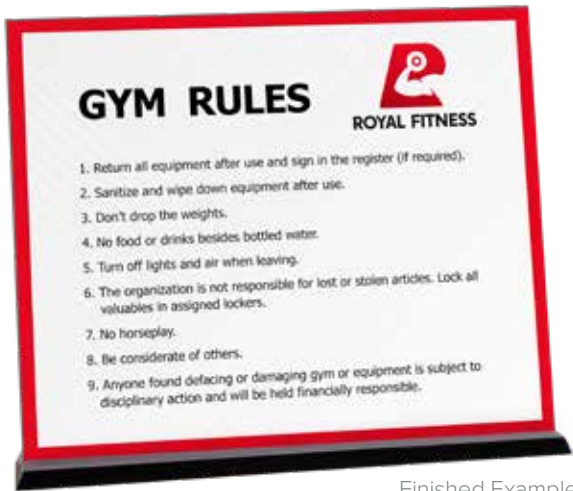 GYM RULES
ROYAL FITNESS
1. Return all equipment after use and sign in the register (if required).
2. Sanitize and wipe down equipment after use.
3. Don't drop the weights.
4. No food or drinks besides bottled water.
5. Turn off lights and air when leaving.
6. The organization is not responsible for lost or stolen articles. Lock all
valuables in assigned lockers.
7. No horseplay.
8. Be considerate of others.
9. Anyone found defacing or damaging gym or equipment is subject to
disciplinary action and will be held financially responsible.
Finished Example